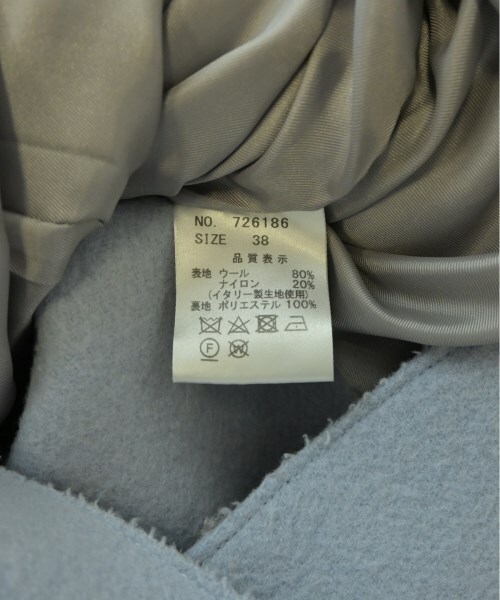 NO. 726186
SIZE 38
品質表示
表地 ウール 80%
ナイロン 20%
(イタリー製生地使用)
裏地 ポリエステル 100%
F
W